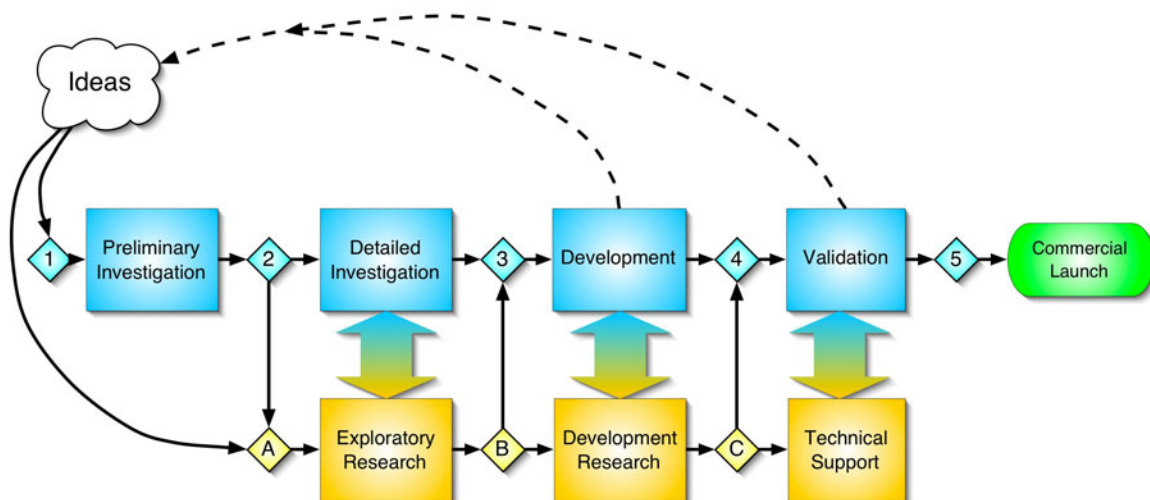 Ideas
1
Preliminary
Investigation
2
Detailed
Investigation
3
Development
4
Validation
5
Commercial
Launch
A
Exploratory
Research
B
Development
Research
C
Technical
Support